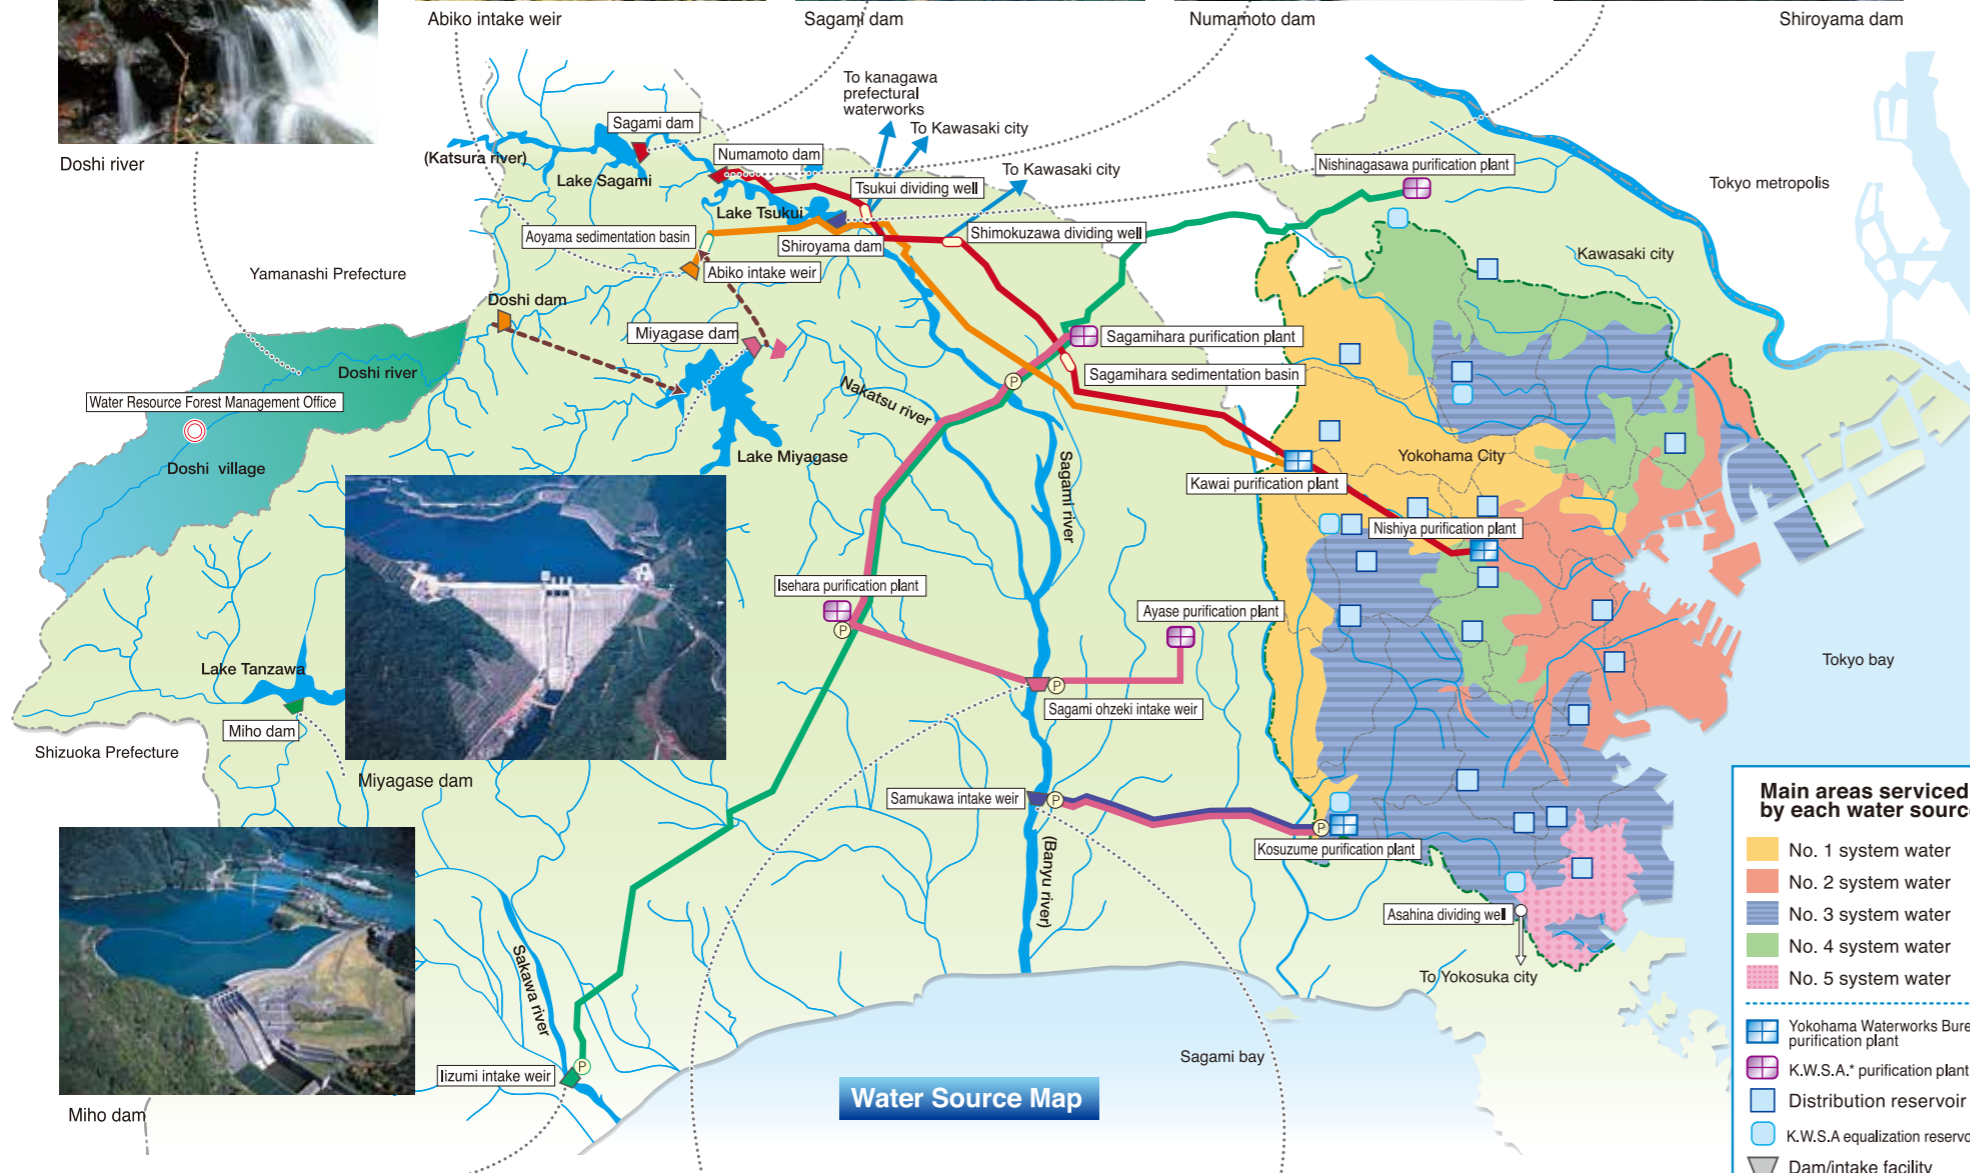 Abiko intake weir
Sagami dam
Numamoto dam
Shiroyama dam
Doshi river
To kanagawa
prefectural
waterworks
To Kawasaki city
To Kawasaki city
Sagami dam
(Katsura river)
Numamoto dam
Lake Sagami
Tsukui dividing well
Nishinagasawa purification plant
Tokyo metropolis
Lake Tsukui
Aoyama sedimentation basin
Shiroyama dam
Shimokuzawa dividing well
Kawasaki city
Yamanashi Prefecture
Abiko intake weir
Doshi dam
Miyagase dam
Sagamihara purification plant
Doshi river
Sagamihara sedimentation basin
Nakatsu river
Water Resource Forest Management Office
Doshi village
Lake Miyagase
Sagami river
Yokohama City
Kawai purification plant
Nishiya purification plant
Isehara purification plant
P
P
Ayase purification plant
Lake Tanzawa
Tokyo bay
P
Sagami ohzeki intake weir
Miho dam
Shizuoka Prefecture
Miyagase dam
Samukawa intake weir
P
P
Kosuzume purification plant
(Banyu river)
Asahina dividing well
To Yokosuka city
Sakawa river
P
Iizumi intake weir
Sagami bay
Water Source Map
Miho dam
Main areas serviced
by each water source
No. 1 system water
No. 2 system water
No. 3 system water
No. 4 system water
No. 5 system water
Yokohama Waterworks Bure
purification plant
K.W.S.A.* purification plant
Distribution reservoir
K.W.S.A equalization reservo
Dam/intake facility